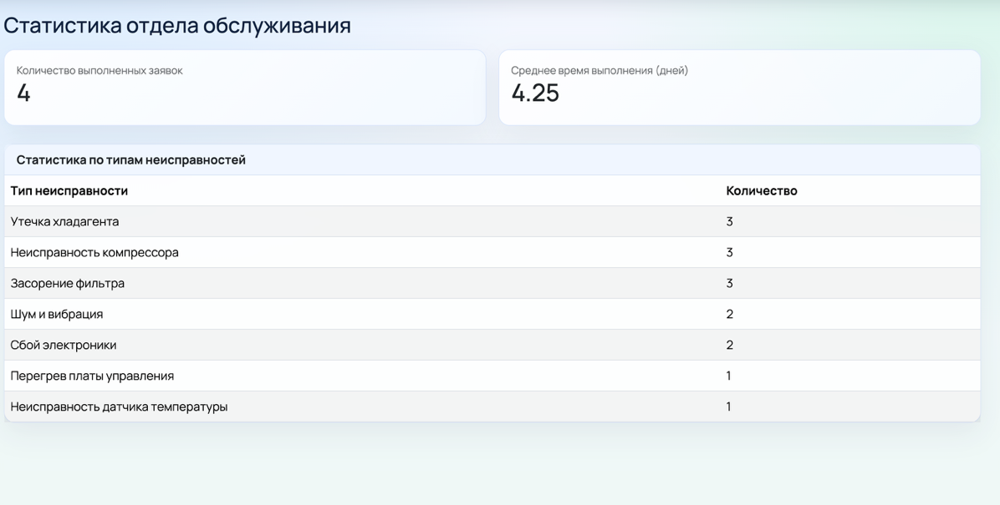 Статистика отдела обслуживания
Количество выполненных заявок
4
Среднее время выполнения (дней)
4.25
Статистика по типам неисправностей
Тип неисправности Количество
Утечка хладагента 3
Неисправность компрессора 3
Засорение фильтра 3
Шум и вибрация 2
Сбой электроники 2
Перегрев платы управления 1
Неисправность датчика температуры 1